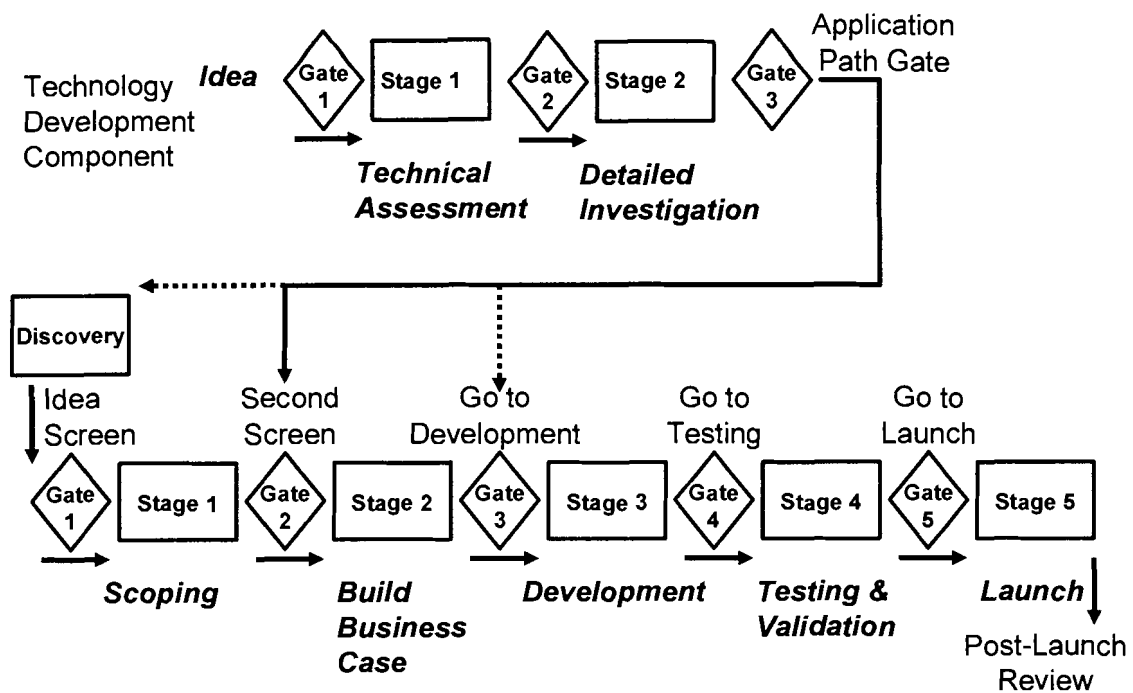 Technology
Development
Component
Idea
Gate
1
Stage 1
Gate
2
Stage 2
Gate
3
Application
Path Gate
Technical
Assessment
Detailed
Investigation
Discovery
Idea
Screen
Second
Screen
Go to
Development
Go to
Testing
Go to
Launch
Gate
1
Stage 1
Gate
2
Stage 2
Gate
3
Stage 3
Gate
4
Stage 4
Gate
5
Stage 5
Scoping
Build
Business
Case
Development
Testing &
Validation
Launch
Post-Launch
Review